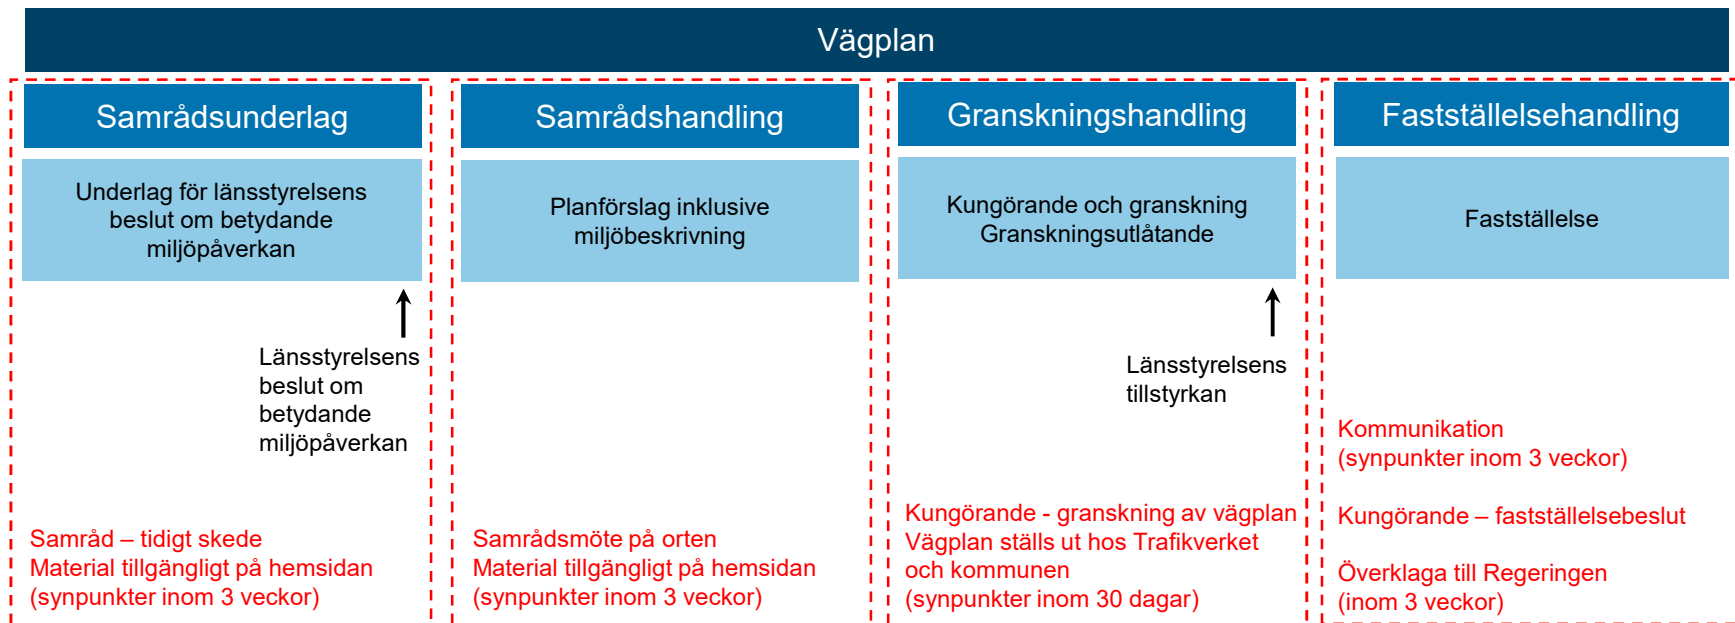 Vägplan
Samrådsunderlag
Underlag för länsstyrelsens
beslut om betydande
miljöpåverkan
Länsstyrelsens
beslut om
betydande
miljöpåverkan
Samråd – tidigt skede
Material tillgängligt på hemsidan
(synpunkter inom 3 veckor)
Samrådshandling
Planförslag inklusive
miljöbeskrivning
Samrådsmöte på orten
Material tillgängligt på hemsidan
(synpunkter inom 3 veckor)
Granskningshandling
Kungörande och granskning
Granskningsutlåtande
Länsstyrelsens
tillstyrkan
Kungörande - granskning av vägplan
Vägplan ställs ut hos Trafikverket
och kommunen
(synpunkter inom 30 dagar)
Fastställelsehandling
Fastställelse
Kommunikation
(synpunkter inom 3 veckor)
Kungörande – fastställelsebeslut
Överklaga till Regeringen
(inom 3 veckor)